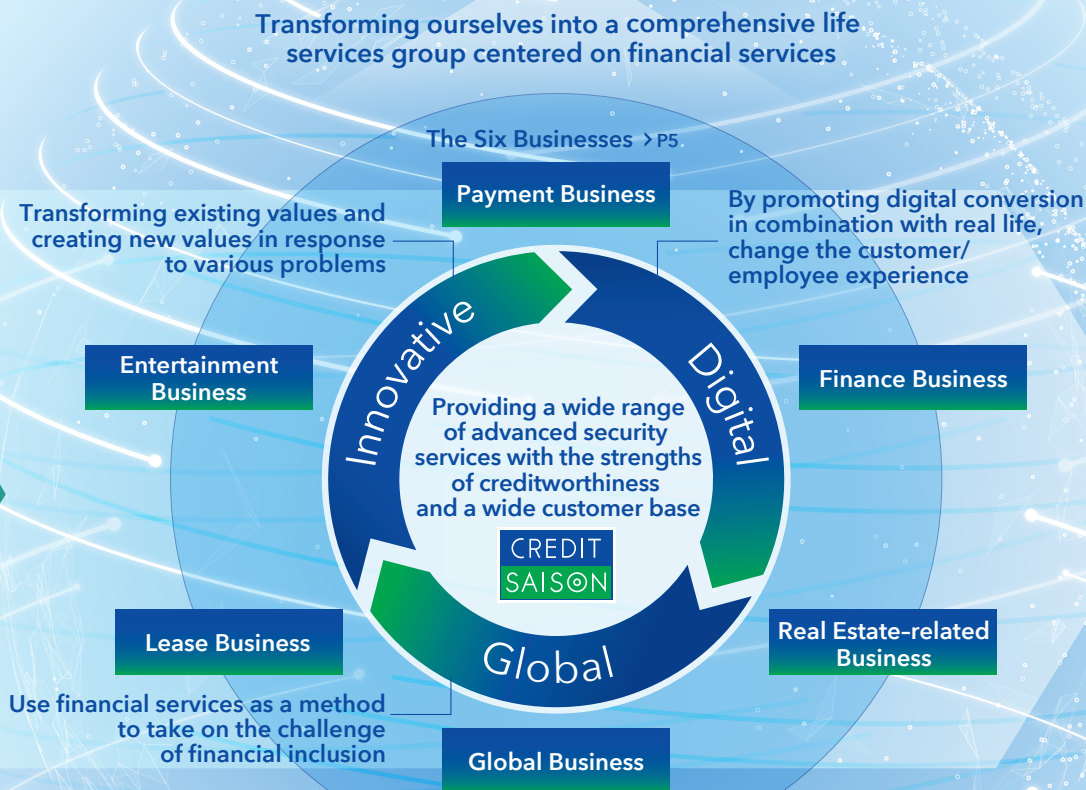 Transforming ourselves into a comprehensive life
services group centered on financial services
The Six Businesses > P5
Payment Business
Transforming existing values and
creating new values in response
to various problems
By promoting digital conversion
in combination with real life,
change the customer/
employee experience
Innovative
Digital
Entertainment
Business
Finance Business
Providing a wide range
of advanced security
services with the strengths
of creditworthiness
and a wide customer base
CREDIT
SAISON
Lease Business
Real Estate-related
Business
Global
Use financial services as a method
to take on the challenge
of financial inclusion
Global Business